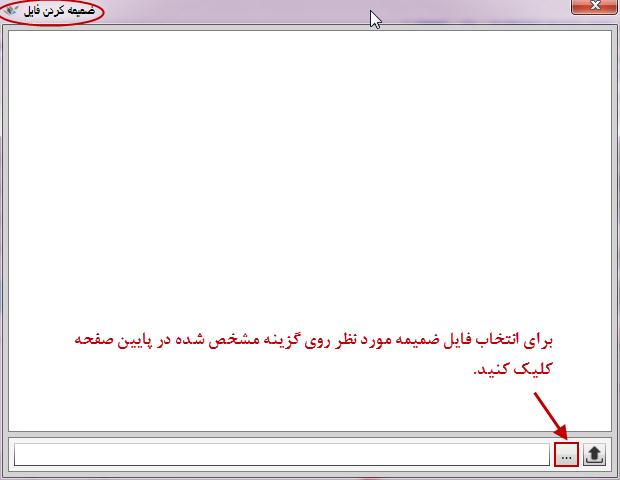 ضمیمه کردن فایل
برای انتخاب فایل ضمیمه مورد نظر روی گزینه مشخص شده در پایین صفحه
کلیک کنید.
...